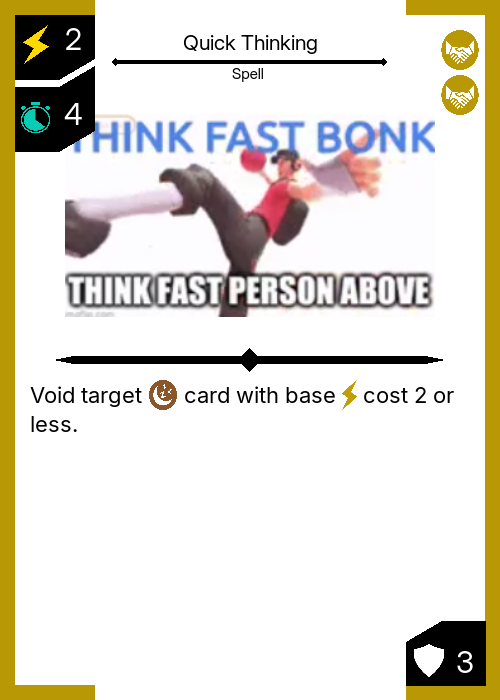 2
Quick Thinking
Spell
4
THINK FAST BONK
THINK FAST PERSON ABOVE
Void target card with base cost 2 or
less.
3